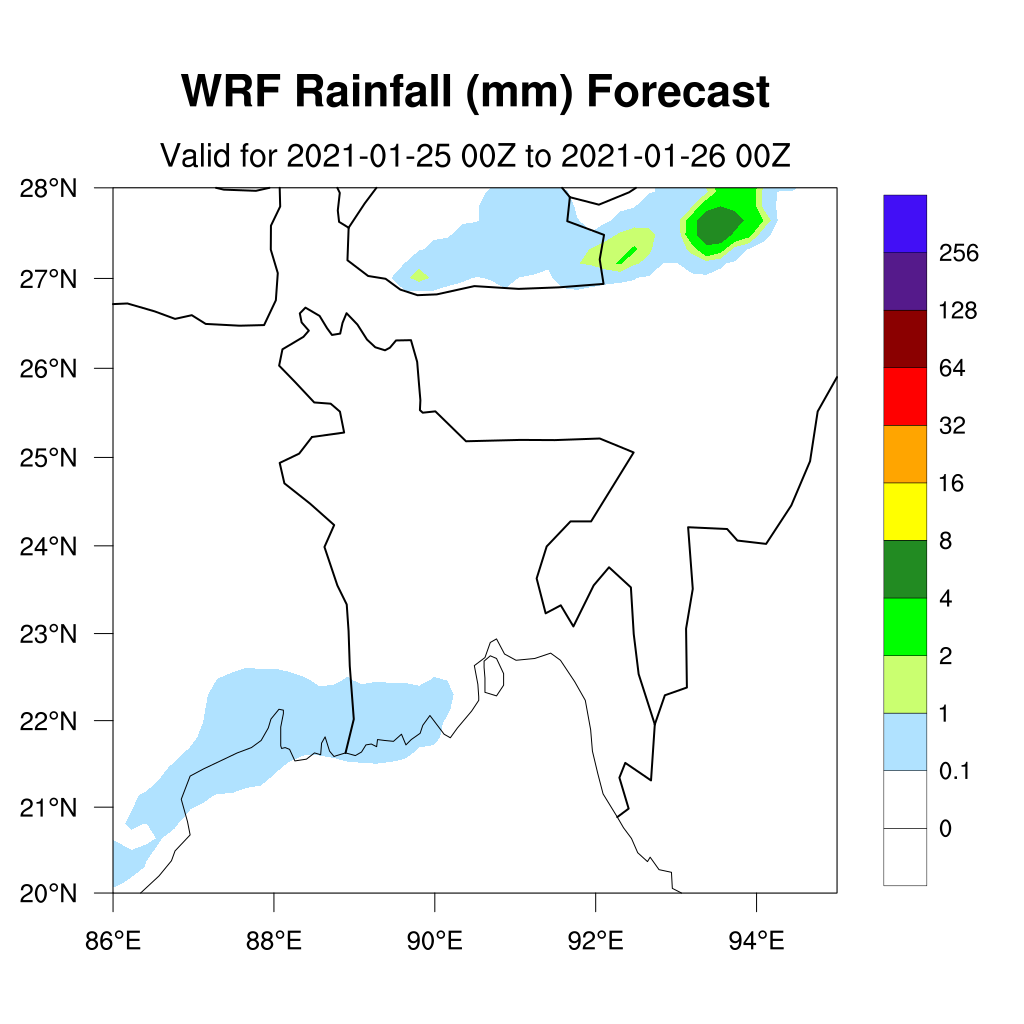 WRF Rainfall (mm) Forecast
Valid for 2021-01-25 00Z to 2021-01-26 00Z
28°N
27°N
26°N
25°N
24°N
23°N
22°N
21°N
20°N
86°E 88°E 90°E 92°E 94°E
256
128
64
32
16
8
4
2
1
0.1
0